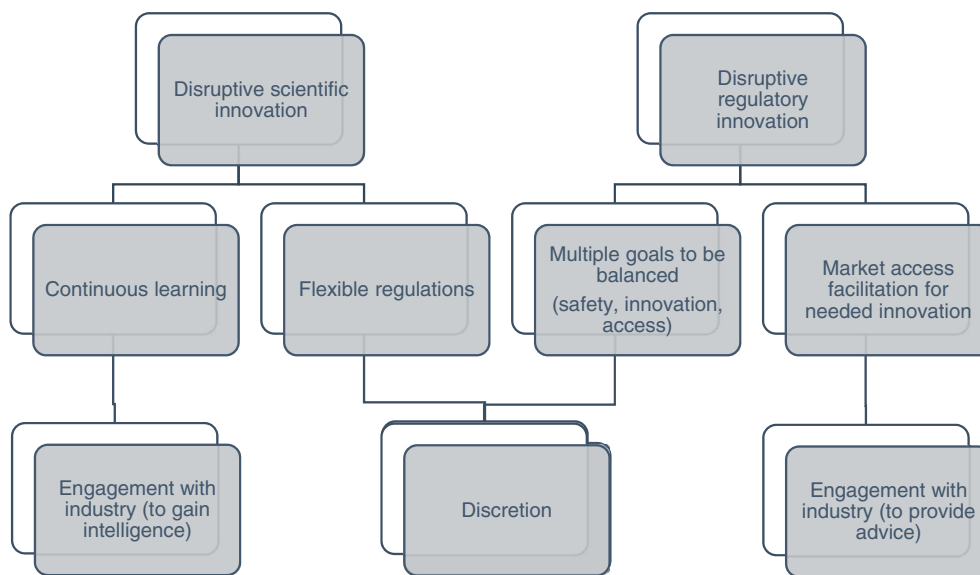 Disruptive scientific
innovation
Disruptive
regulatory
innovation
Continuous learning
Flexible regulations
Multiple goals to be
balanced
(safety, innovation,
access)
Market access
facilitation for
needed innovation
Engagement with
industry (to gain
intelligence)
Discretion
Engagement with
industry (to provide
advice)